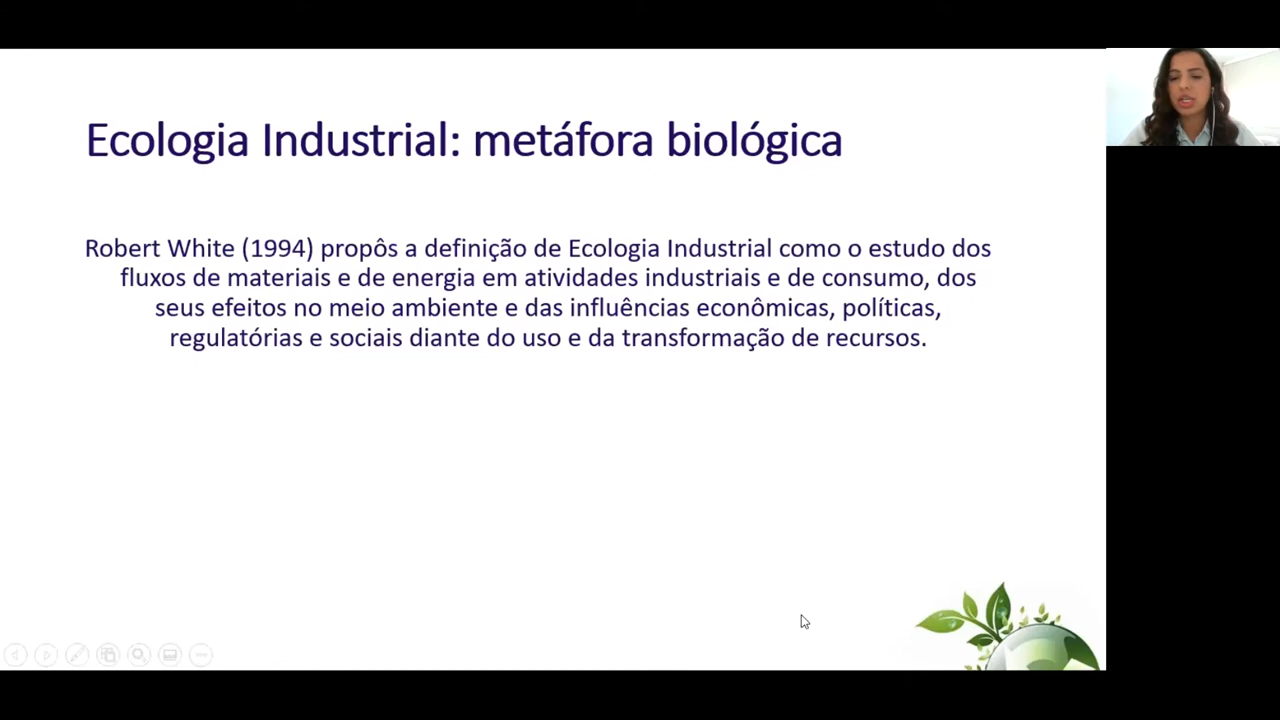 Ecologia Industrial: metáfora biológica
Robert White (1994) propôs a definição de Ecologia Industrial como o estudo dos
fluxos de materiais e de energia em atividades industriais e de consumo, dos
seus efeitos no meio ambiente e das influências econômicas, políticas,
regulatórias e sociais diante do uso e da transformação de recursos.